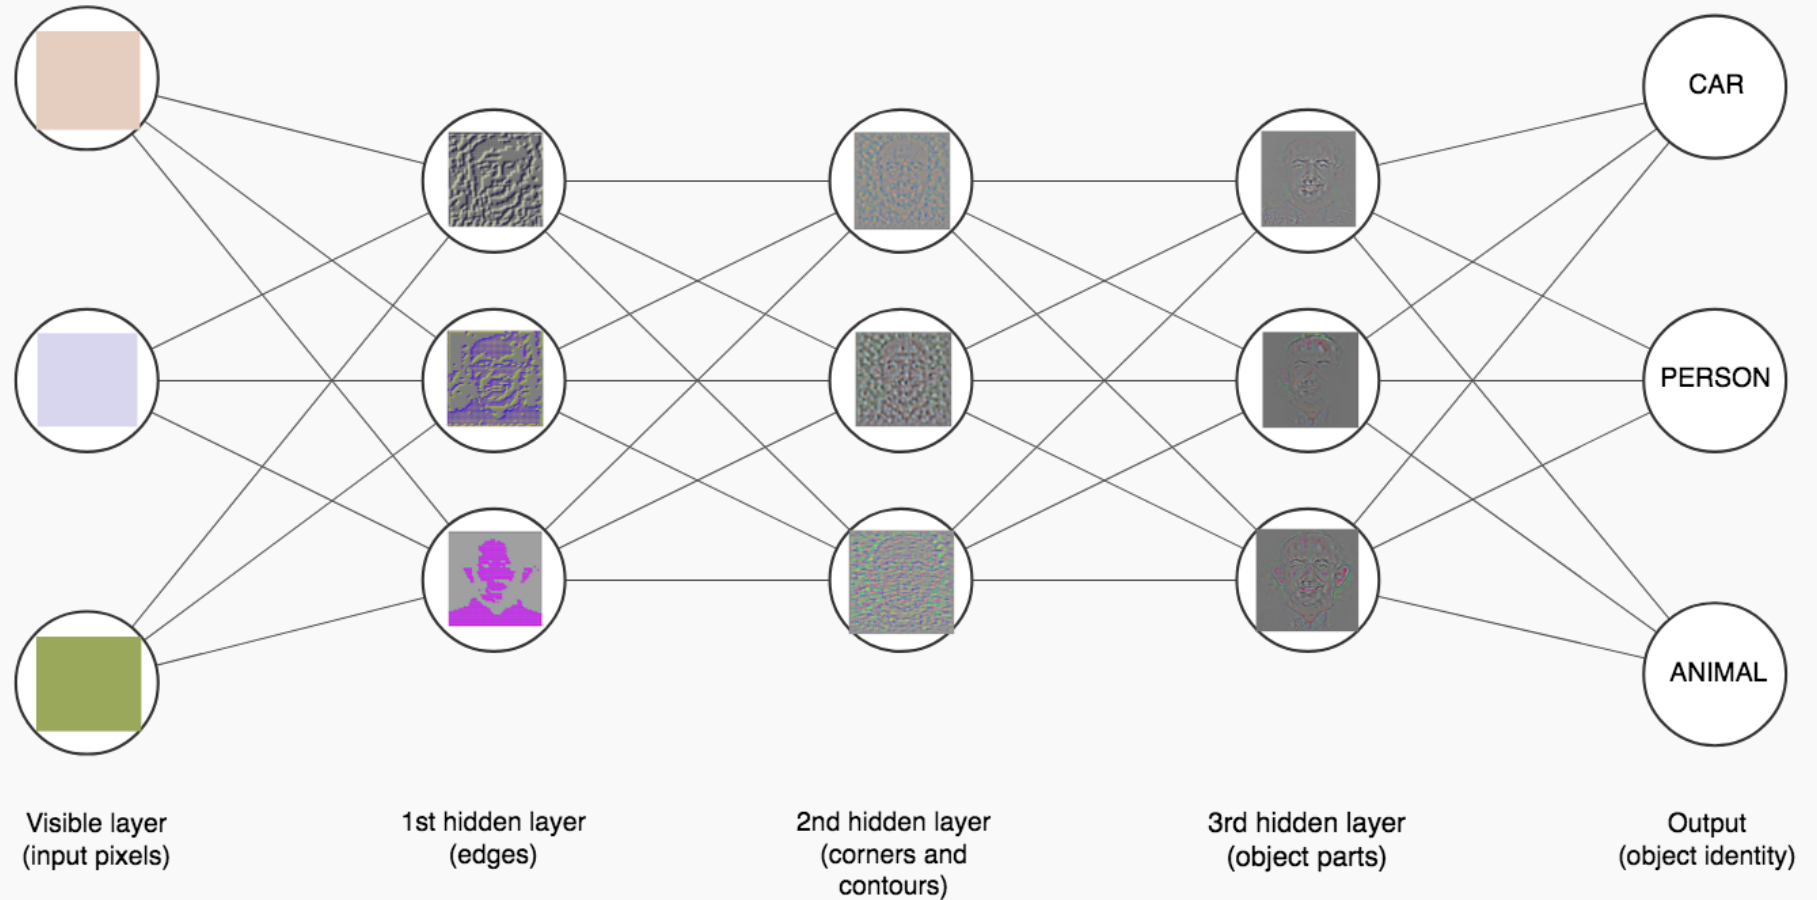 CAR
PERSON
ANIMAL
Visible layer
(input pixels)
1st hidden layer
(edges)
2nd hidden layer
(corners and
contours)
3rd hidden layer
(object parts)
Output
(object identity)